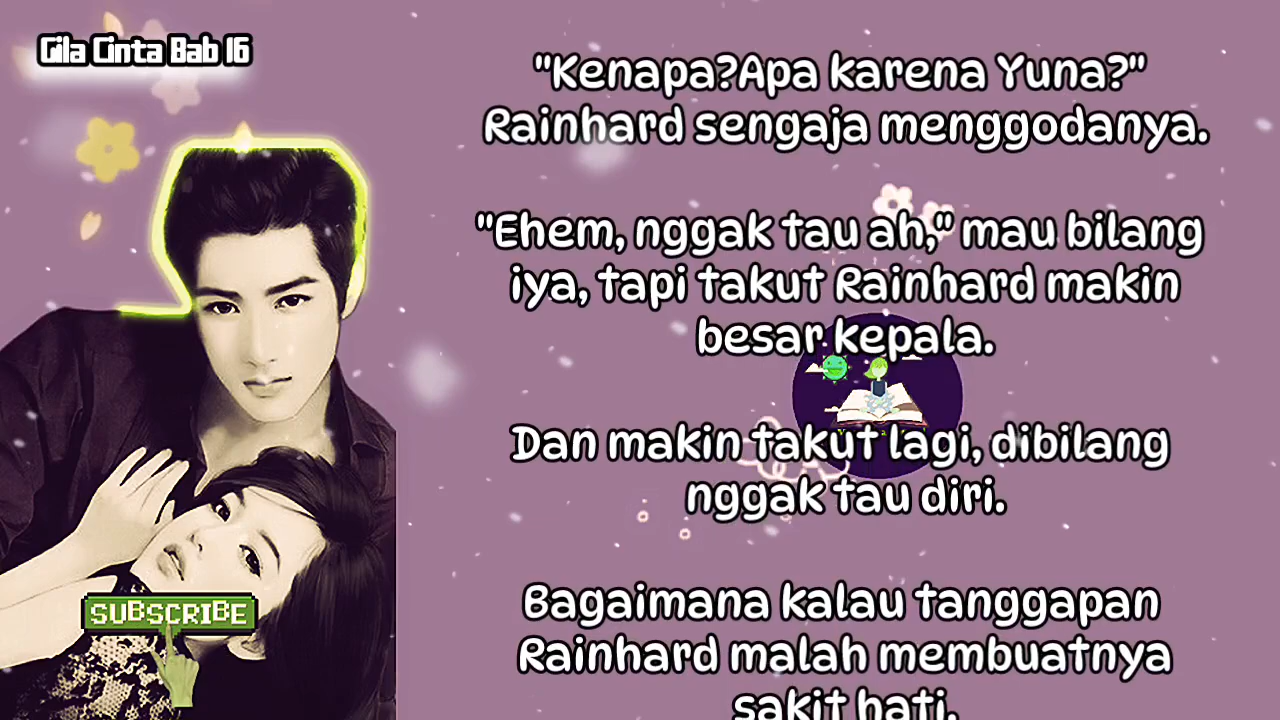 Gila Cinta Bab 16
"Kenapa?Apa karena Yuna?"
Rainhard sengaja menggodanya.
"Ehem, nggak tau ah," mau bilang
iya, tapi takut Rainhard makin
besar kepala.
Dan makin takut lagi, dibilang
nggak tau diri.
Bagaimana kalau tanggapan
Rainhard malah membuatnya
sakit hati.
SUBSCRIBE